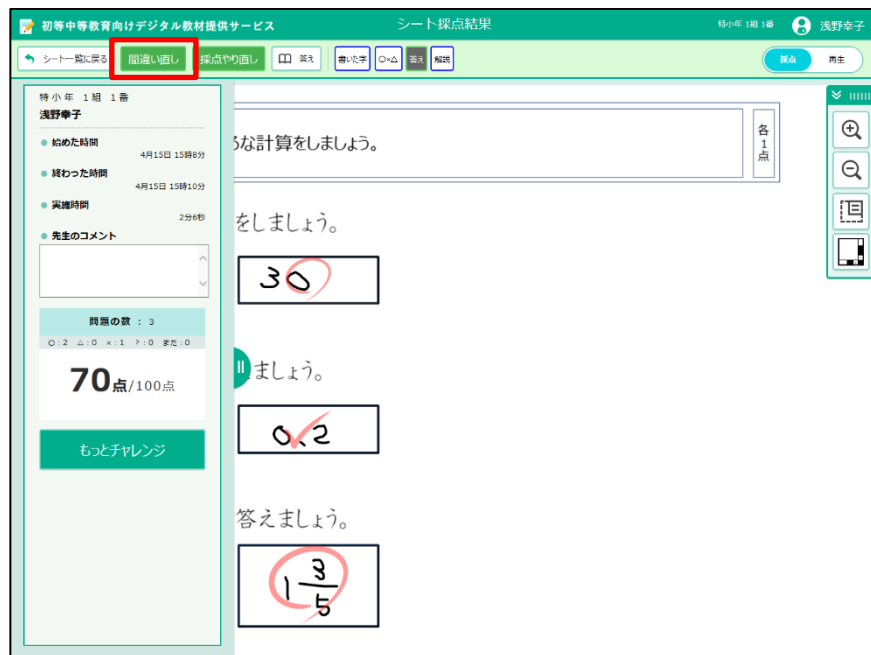 初等中等教育向けデジタル教材提供サービス
シート採点結果
特小年 1組 1番
浅野幸子
シート一覧に戻る
間違い直し
採点やり直し
答え
書いた字
○×△
答え
解説
採点
再生
特小年 1組 1番
浅野幸子
始めた時間
4月15日 15時8分
終わった時間
4月15日 15時10分
実施時間
2分6秒
先生のコメント
問題の数 : 3
○:2 △:0 ×:1 ?:0 まだ:0
70点/100点
もっとチャレンジ
な計算をしましょう。
各1点
をしましょう。
30
ましょう。
0.2
答えましょう。
1 3/5